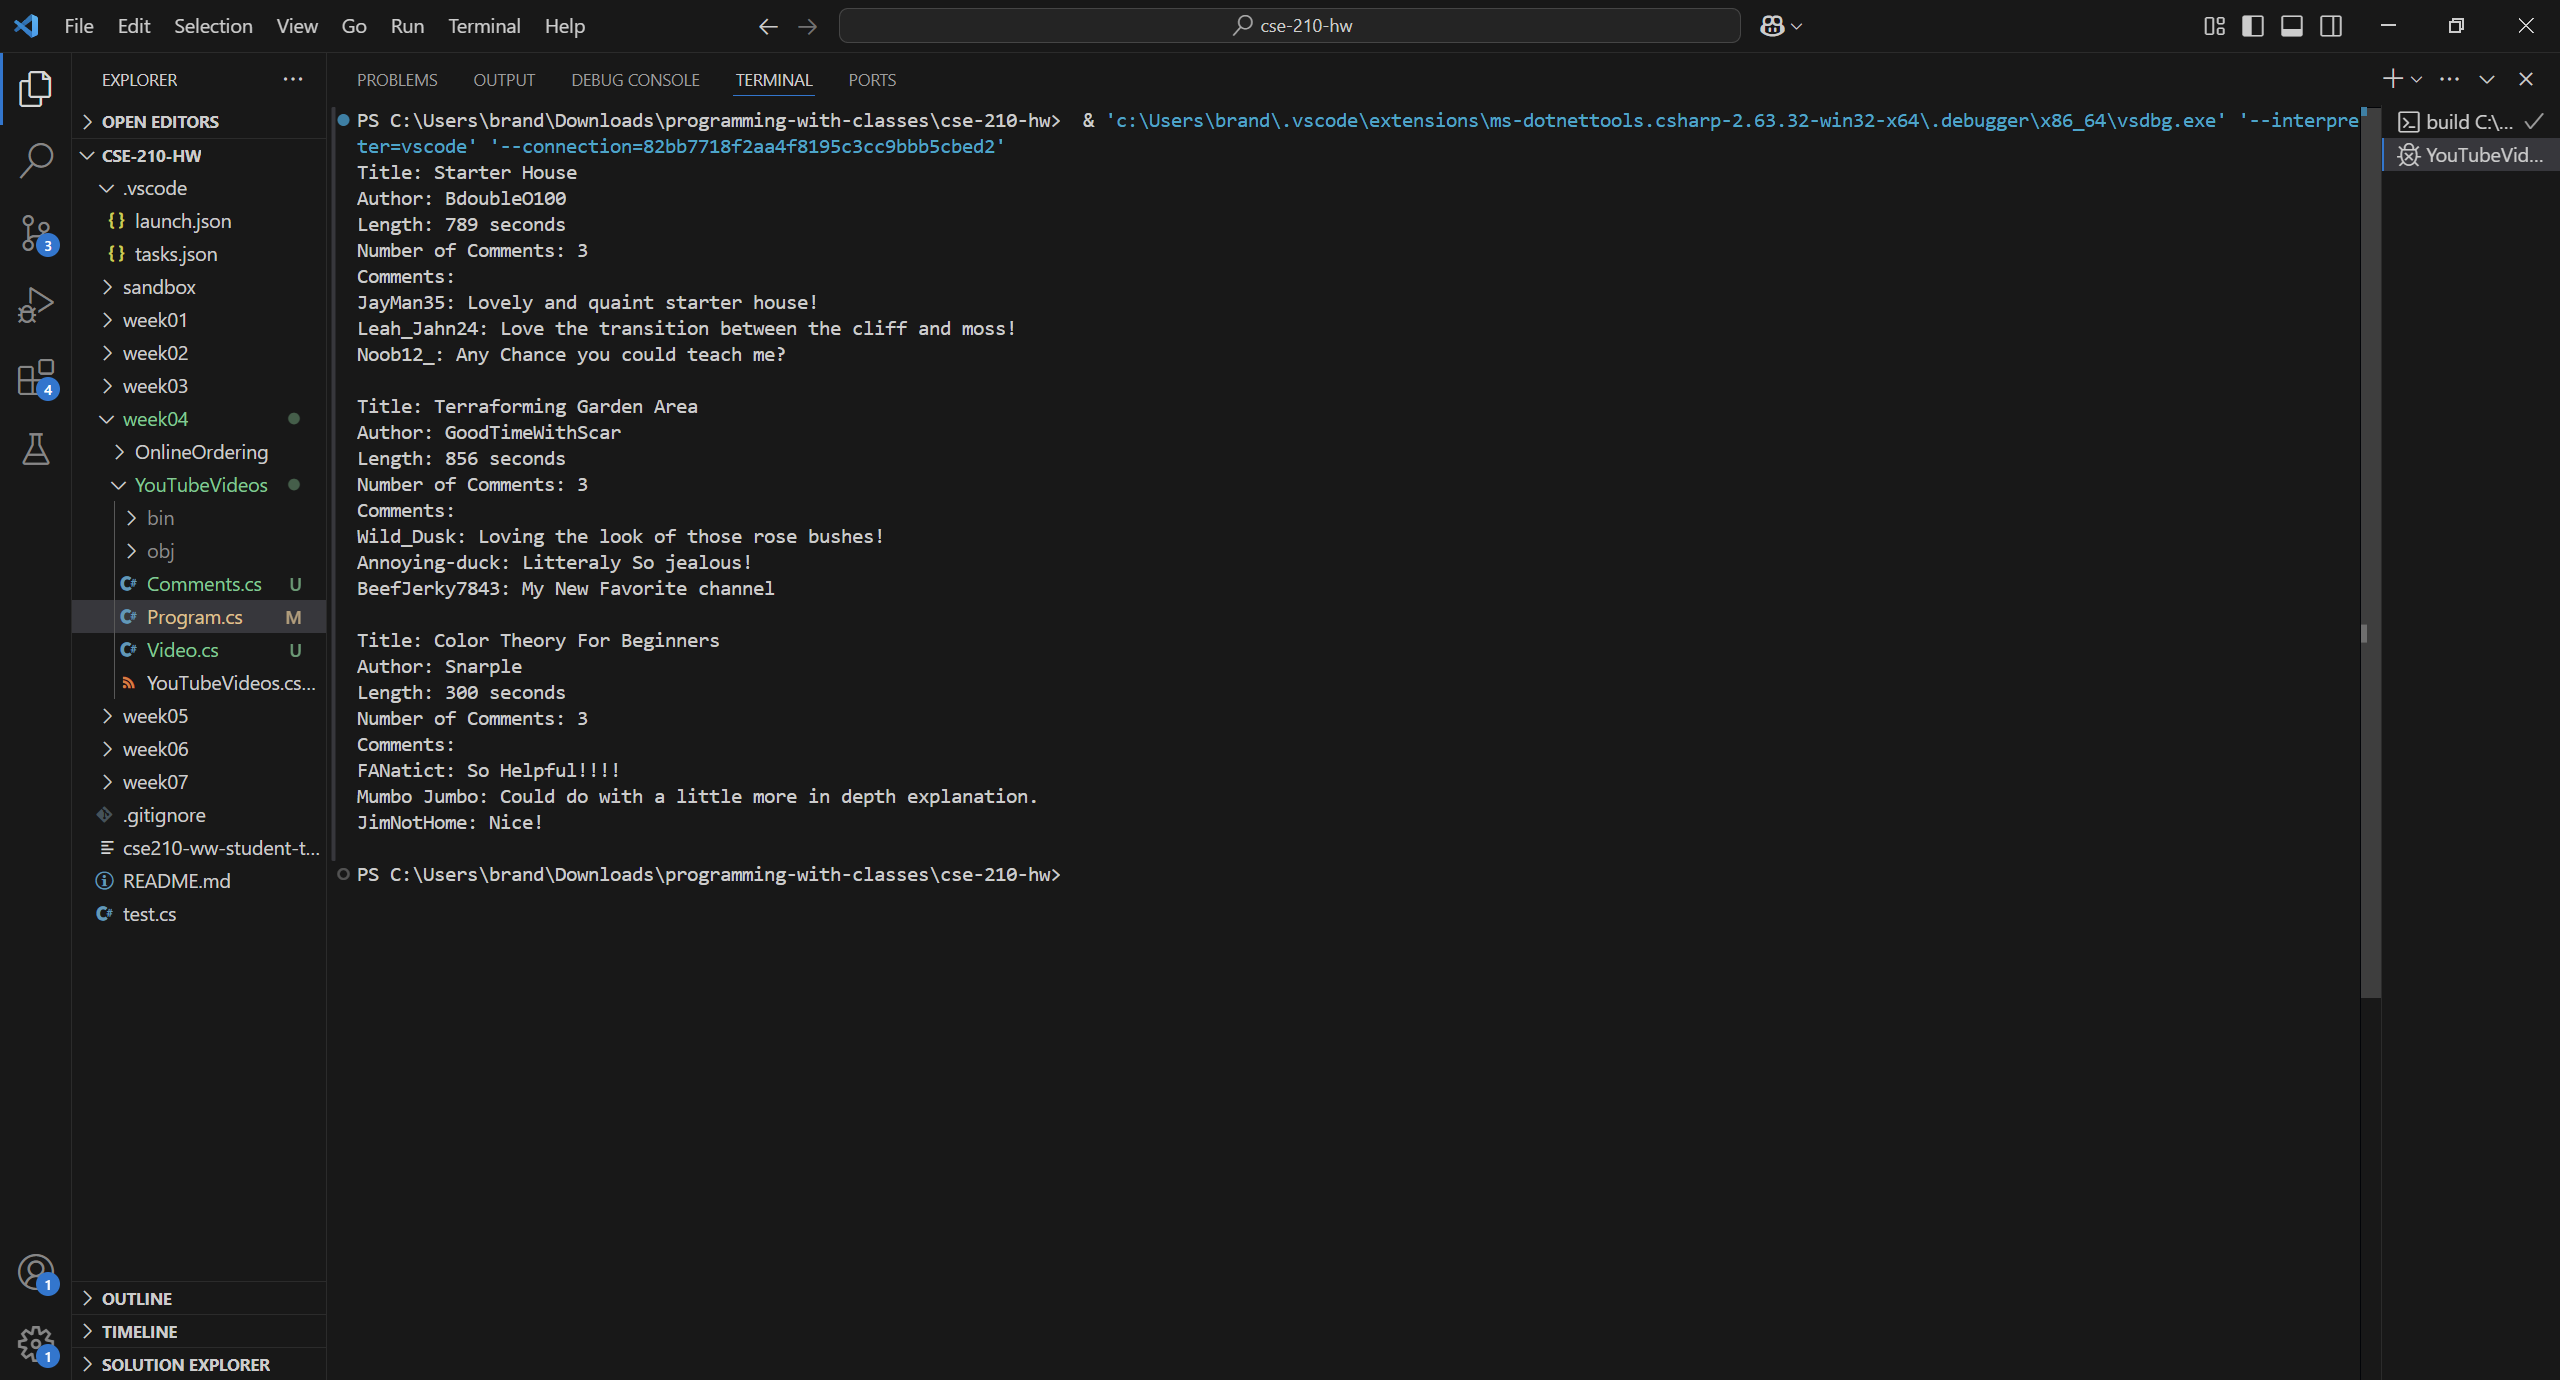 File Edit Selection View Go Run Terminal Help
cse-210-hw
EXPLORER
OPEN EDITORS
CSE-210-HW
.vscode
{} launch.json
{} tasks.json
sandbox
week01
week02
week03
week04
OnlineOrdering
YouTubeVideos
bin
obj
C# Comments.cs U
C# Program.cs M
C# Video.cs U
YouTubeVideos.cs...
week05
week06
week07
.gitignore
cse210-ww-student-t...
README.md
C# test.cs
OUTLINE
TIMELINE
SOLUTION EXPLORER
3
4
1
1
PROBLEMS OUTPUT DEBUG CONSOLE TERMINAL PORTS
PS C:\Users\brand\Downloads\programming-with-classes\cse-210-hw> & 'c:\Users\brand\.vscode\extensions\ms-dotnettools.csharp-2.63.32-win32-x64\.debugger\x86_64\vsdbg.exe' '--interpre
ter=vscode' '--connection=82bb7718f2aa4f8195c3cc9bbb5cbed2'
Title: Starter House
Author: BdoubleO100
Length: 789 seconds
Number of Comments: 3
Comments:
JayMan35: Lovely and quaint starter house!
Leah_Jahn24: Love the transition between the cliff and moss!
Noob12_: Any Chance you could teach me?
Title: Terraforming Garden Area
Author: GoodTimeWithScar
Length: 856 seconds
Number of Comments: 3
Comments:
Wild_Dusk: Loving the look of those rose bushes!
Annoying-duck: Litteraly So jealous!
BeefJerky7843: My New Favorite channel
Title: Color Theory For Beginners
Author: Snarple
Length: 300 seconds
Number of Comments: 3
Comments:
FANatict: So Helpful!!!!
Mumbo Jumbo: Could do with a little more in depth explanation.
JimNotHome: Nice!
PS C:\Users\brand\Downloads\programming-with-classes\cse-210-hw>
build C:\...
YouTubeVid...